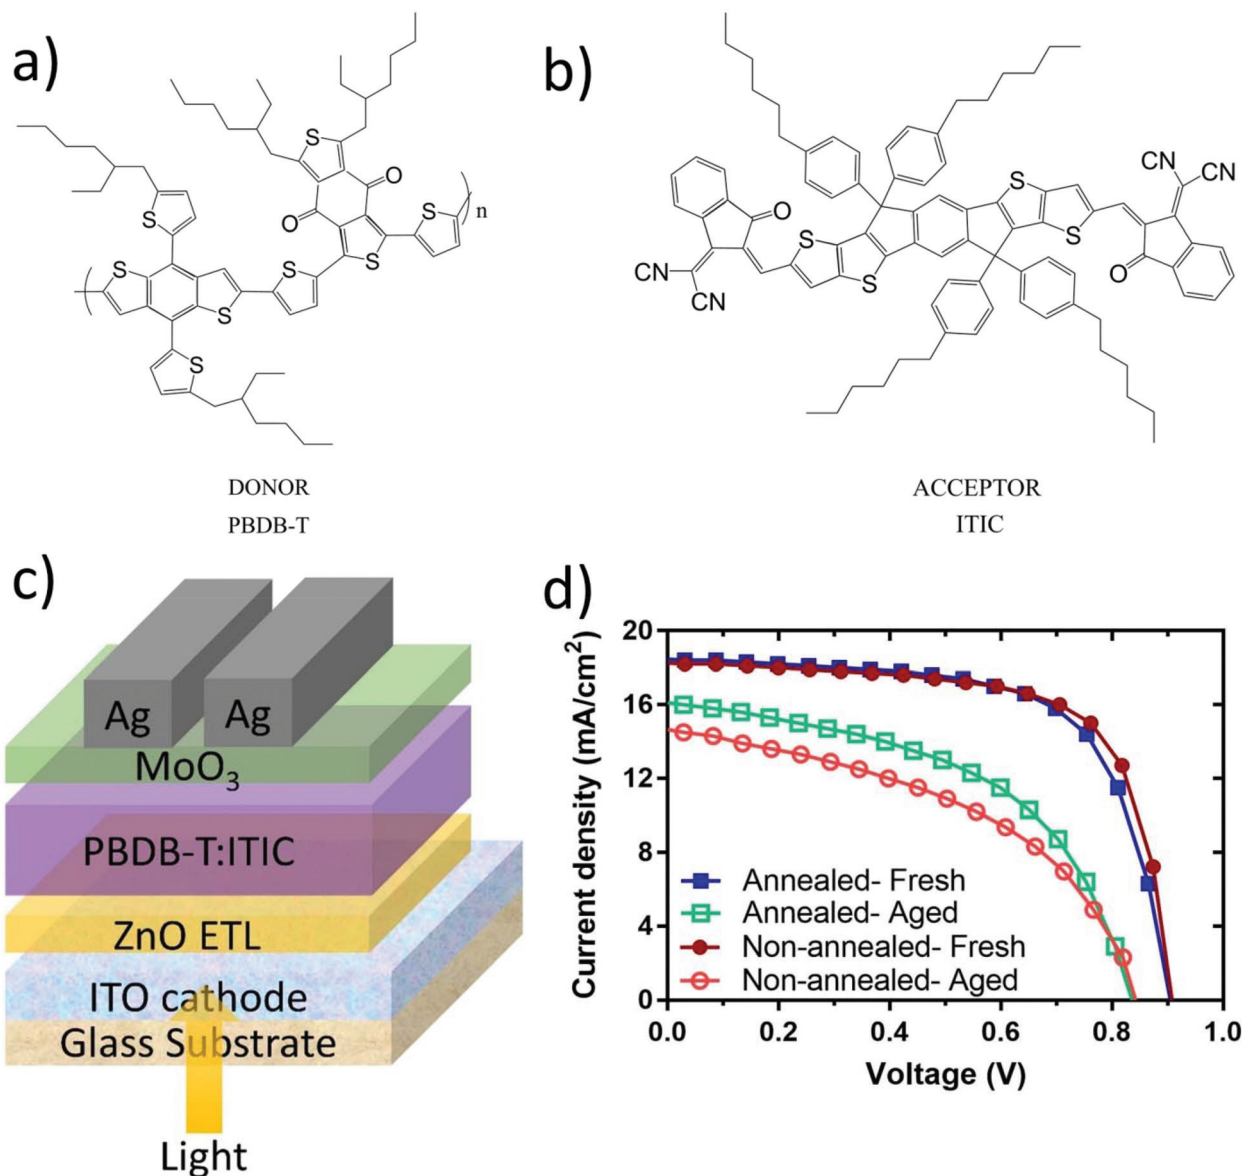 a)
S
S
O
O
S
S
n
S
S
S
S
S
DONOR
PBDB-T
b)
CN
CN
O
S
S
S
S
O
CN
CN
ACCEPTOR
ITIC
c)
Ag
Ag
MoO₃
PBDB-T:ITIC
ZnO ETL
ITO cathode
Glass Substrate
Light
d)
Current density (mA/cm²)
20
16
12
8
4
0
Annealed- Fresh
Annealed- Aged
Non-annealed- Fresh
Non-annealed- Aged
0.0 0.2 0.4 0.6 0.8 1.0
Voltage (V)